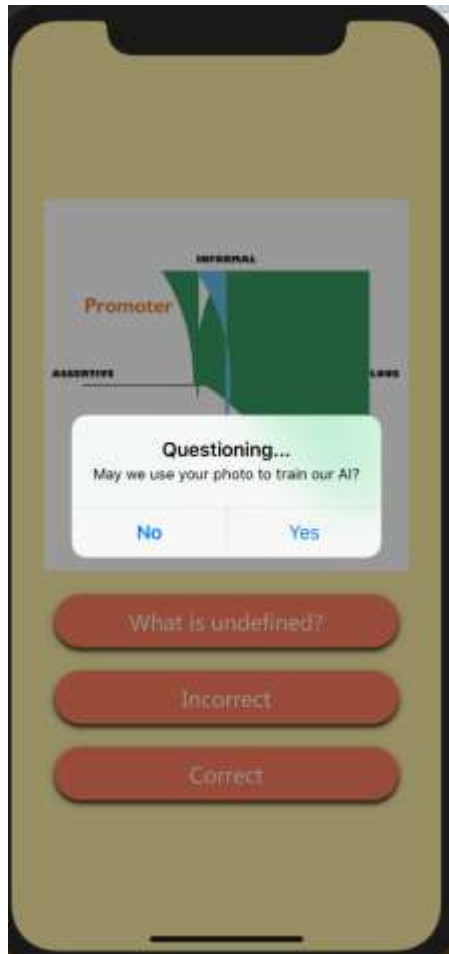 INFORMAL
Promoter
ASSERTIVE
Questioning...
May we use your photo to train our AI?
No
Yes
What is undefined?
Incorrect
Correct